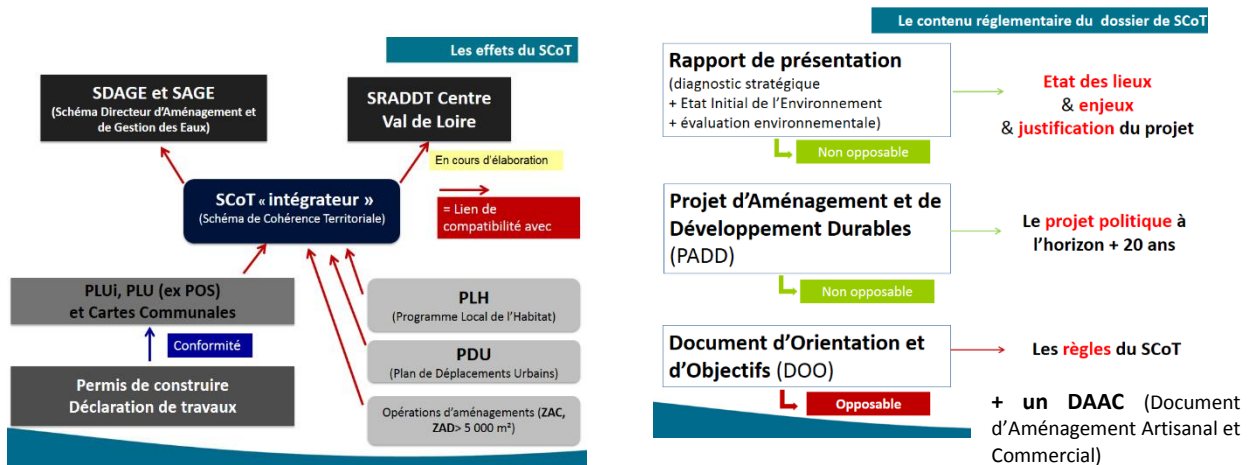 Les effets du SCoT
SDAGE et SAGE
(Schéma Directeur d'Aménagement et
de Gestion des Eaux)
SRADDT Centre
Val de Loire
En cours d'élaboration
SCoT « intégrateur »
(Schéma de Cohérence Territoriale)
= Lien de
compatibilité avec
PLUi, PLU (ex POS)
et Cartes Communales
Conformité
Permis de construire
Déclaration de travaux
PLH
(Programme Local de l'Habitat)
PDU
(Plan de Déplacements Urbains)
Opérations d'aménagements (ZAC,
ZAD> 5 000 m²)
Le contenu réglementaire du dossier de SCoT
Rapport de présentation
(diagnostic stratégique
+ Etat Initial de l'Environnement
+ évaluation environnementale)
Non opposable
Etat des lieux
& enjeux
& justification du projet
Projet d'Aménagement et de
Développement Durables
(PADD)
Non opposable
Le projet politique à
l'horizon + 20 ans
Document d'Orientation et
d'Objectifs (DOO)
Opposable
Les règles du SCoT
+ un DAAC (Document
d'Aménagement Artisanal et
Commercial)